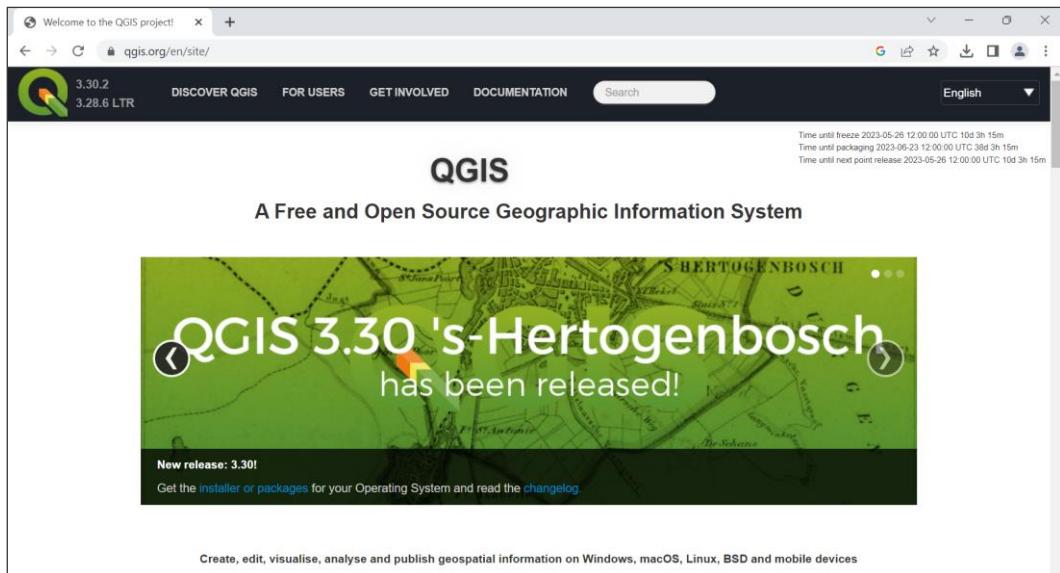 Welcome to the QGIS project!
qgis.org/en/site/
3.30.2
3.28.6 LTR
DISCOVER QGIS FOR USERS GET INVOLVED DOCUMENTATION Search English
Time until freeze 2023-05-26 12:00:00 UTC 10d 3h 15m
Time until packaging 2023-06-23 12:00:00 UTC 38d 3h 15m
Time until next point release 2023-05-26 12:00:00 UTC 10d 3h 15m
QGIS
A Free and Open Source Geographic Information System
S HERTOGENBOSCH
QGIS 3.30 's-Hertogenbosch
has been released!
Ft St Antonie
De Schans
New release: 3.30!
Get the installer or packages for your Operating System and read the changelog.
Create, edit, visualise, analyse and publish geospatial information on Windows, macOS, Linux, BSD and mobile devices